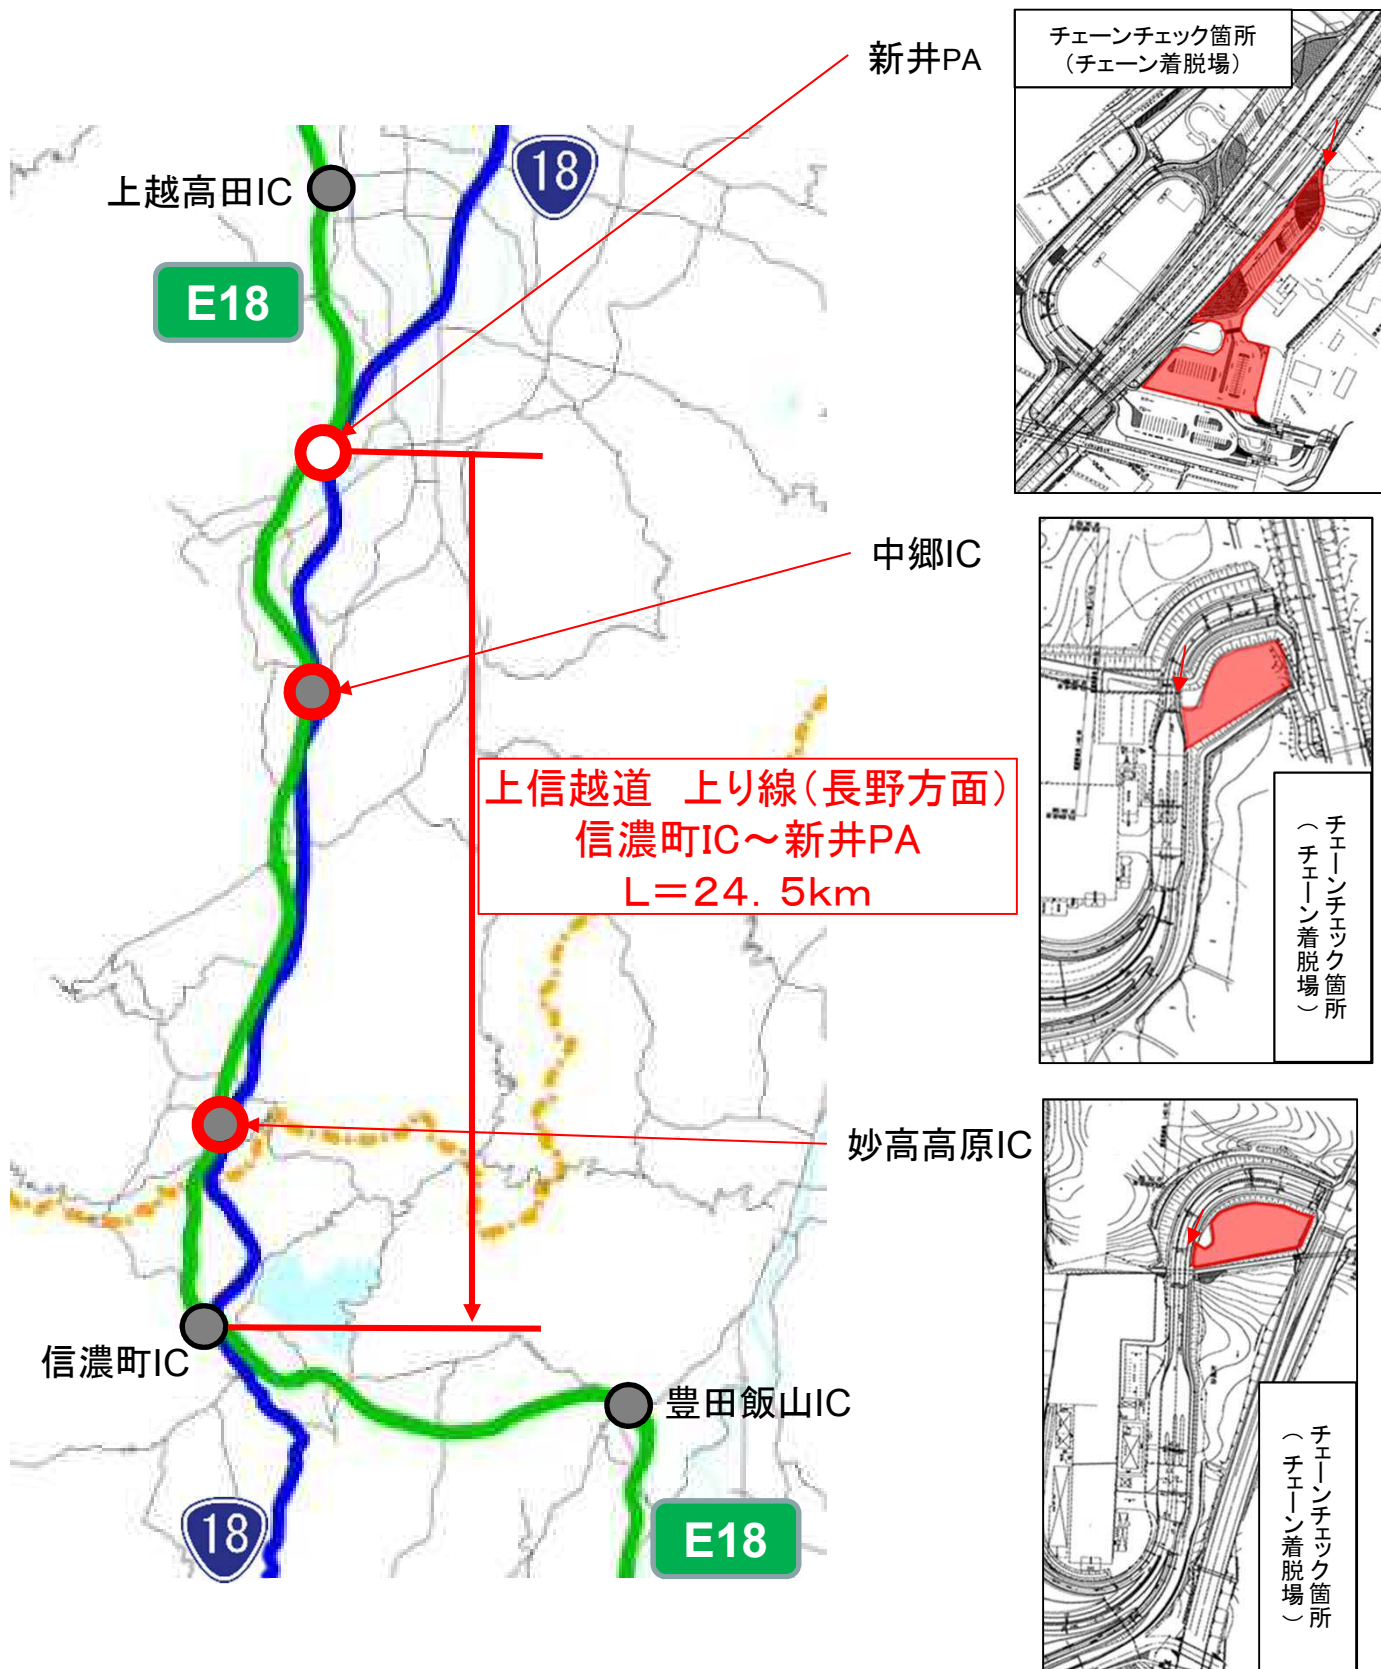 新井PA
チェーンチェック箇所
（チェーン着脱場）
18
上越高田IC
E18
中郷IC
上信越道　上り線（長野方面）
信濃町IC～新井PA
L＝24．5km
チェーンチェック箇所
（チェーン着脱場）
妙高高原IC
信濃町IC
豊田飯山IC
18
E18
チェーンチェック箇所
（チェーン着脱場）